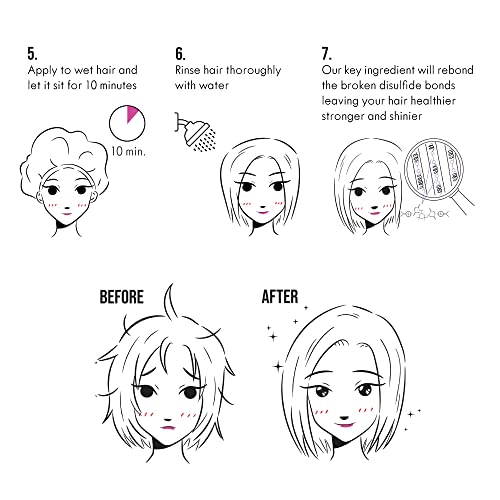 5.
Apply to wet hair and
let it sit for 10 minutes
10 min.
6.
Rinse hair thoroughly
with water
7.
Our key ingredient will rebond
the broken disulfide bonds
leaving your hair healthier
stronger and shinier
BEFORE
AFTER